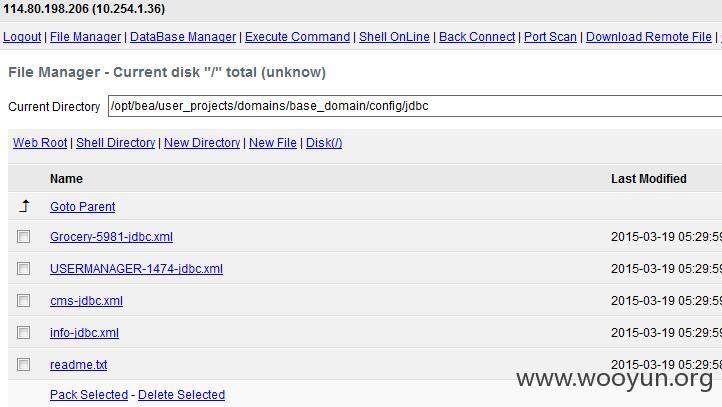 114.80.198.206 (10.254.1.36)
Logout | File Manager | DataBase Manager | Execute Command | Shell OnLine | Back Connect | Port Scan | Download Remote File |
File Manager - Current disk "/" total (unknow)
Current Directory /opt/bea/user_projects/domains/base_domain/config/jdbc
Web Root | Shell Directory | New Directory | New File | Disk(/)
Name Last Modified
Goto Parent
Grocery-5981-jdbc.xml 2015-03-19 05:29:59
USERMANAGER-1474-jdbc.xml 2015-03-19 05:29:59
cms-jdbc.xml 2015-03-19 05:29:59
info-jdbc.xml 2015-03-19 05:29:59
readme.txt 2015-03-19 05:29:58
Pack Selected - Delete Selected
www.wooyun.org